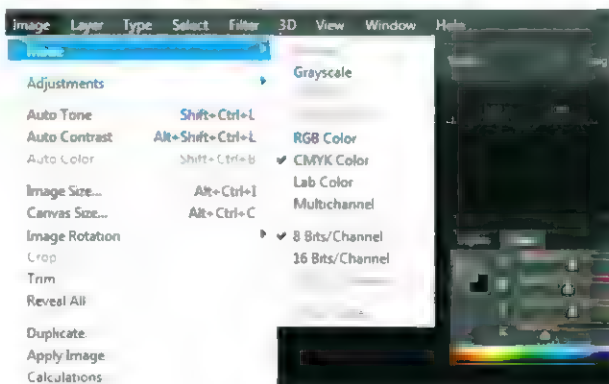 Image Layer Type Select Filter 3D View Window Help
Mode
Adjustments
Auto Tone Shift+Ctrl+L
Auto Contrast Alt+Shift+Ctrl+L
Auto Color Shift+Ctrl+B
Image Size... Alt+Ctrl+I
Canvas Size... Alt+Ctrl+C
Image Rotation
Crop
Trim
Reveal All
Duplicate
Apply Image
Calculations
Grayscale
RGB Color
✔ CMYK Color
Lab Color
Multichannel
✔ 8 Bits/Channel
16 Bits/Channel